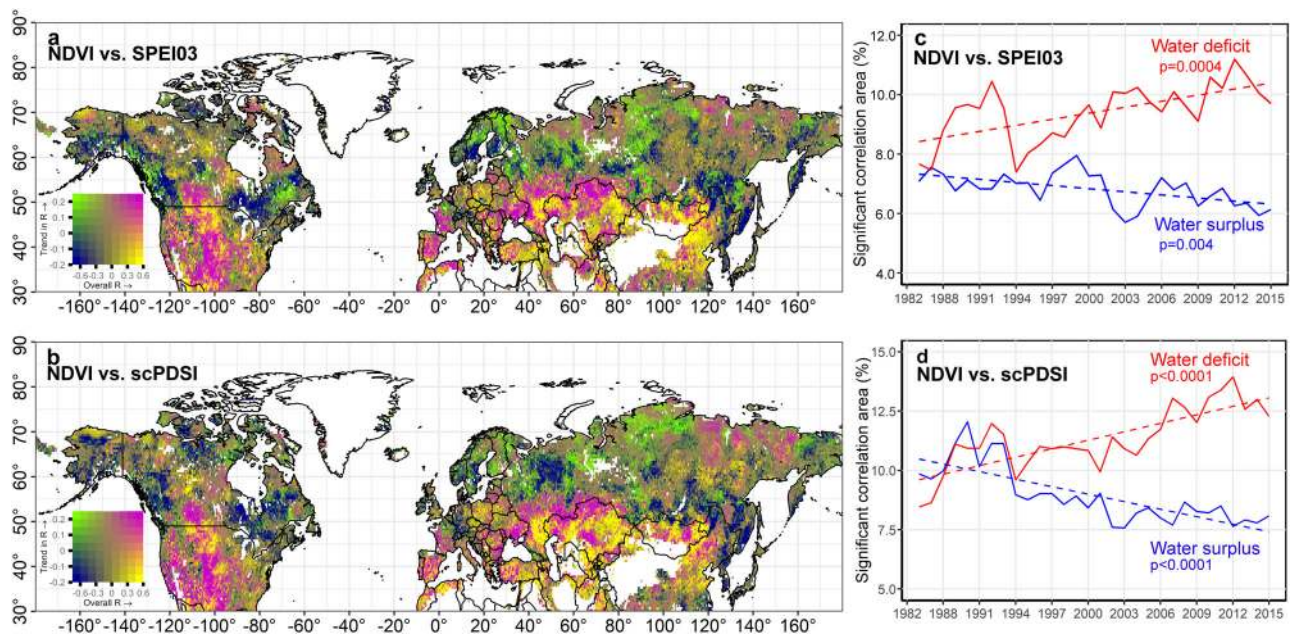 a
NDVI vs. SPEI03
90°
80°
70°
60°
50°
40°
30°
Trend in R →
0.2
0.1
0
-0.1
-0.2
-0.6 -0.3 0 0.3 0.6
Overall R →
-160 -140 -120 -100 -80 -60 -40 -20 0 20 40 60 80 100 120 140 160
b
NDVI vs. scPDSI
90
80°
70°
60°
50°
40°
30°
Trend in R →
0.2
0.1
0
-0.1
-0.2
-0.6 -0.3 0 0.3 0.6
Overall R →
-160 -140 -120 -100 -80 -60 -40 -20 0 20 40 60 80 100 120 140 160
c
NDVI vs. SPEI03
Water deficit
p=0.0004
Water surplus
p=0.004
Significant correlation area (%)
12.0
10.0
8.0
6.0
4.0
1982 1988 1991 1994 1997 2000 2003 2006 2009 2012 2015
d
NDVI vs. scPDSI
Water deficit
p<0.0001
Water surplus
p<0.0001
Significant correlation area (%)
15.0
12.5
10.0
7.5
5.0
1982 1988 1991 1994 1997 2000 2003 2006 2009 2012 2015